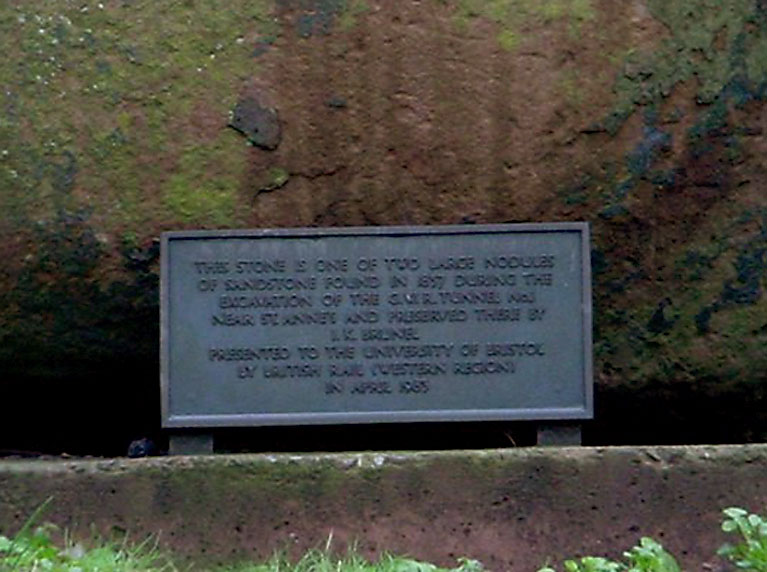 THIS STONE IS ONE OF TWO LARGE NODULES
OF SANDSTONE FOUND IN 1837 DURING THE
EXCAVATION OF THE G.W.R. TUNNEL No.1
NEAR ST. ANNE'S AND PRESERVED THERE BY
I. K. BRUNEL
PRESENTED TO THE UNIVERSITY OF BRISTOL
BY BRITISH RAIL (WESTERN REGION)
IN APRIL